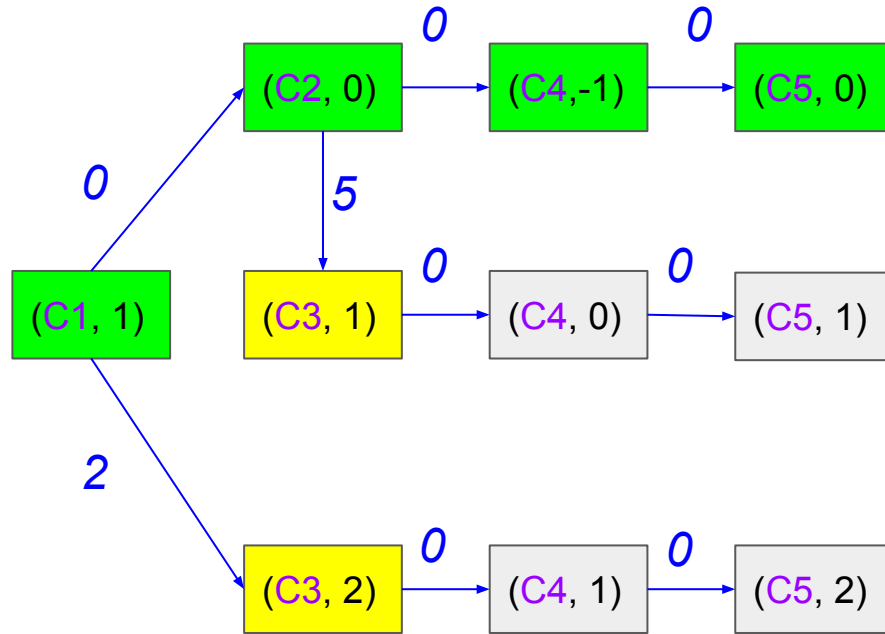 0
0
(C2, 0)
(C4,-1)
(C5, 0)
0
5
0
0
(C1, 1)
(C3, 1)
(C4, 0)
(C5, 1)
2
0
0
(C3, 2)
(C4, 1)
(C5, 2)